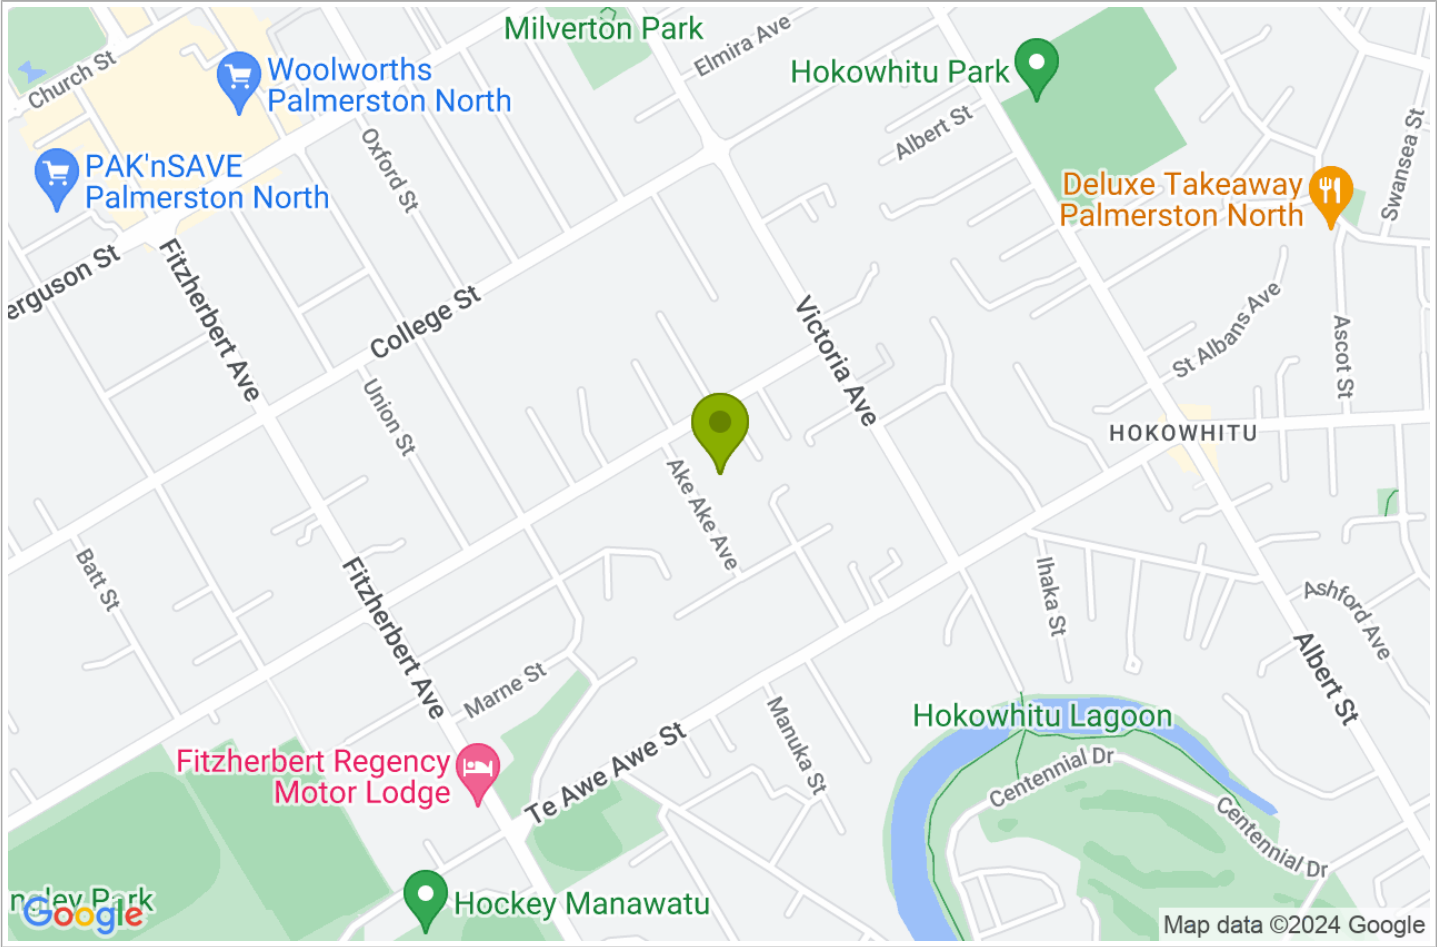 Milverton Park
Elmira Ave
Church St
Woolworths
Palmerston North
Hokowhitu Park
Albert St
Oxford St
PAK'nSAVE
Palmerston North
Swansea St
Deluxe Takeaway
Palmerston North
erguson St
Fitzherbert Ave
College St
Victoria Ave
St Albans Ave
Ascot St
Union St
HOKOWHITU
Ake Ake Ave
Batt St
Fitzherbert Ave
Ihaka St
Ashford Ave
Albert St
Marne St
Manuka St
Hokowhitu Lagoon
Te Awe Awe St
Fitzherbert Regency
Motor Lodge
Centennial Dr
Centennial Dr
ngley Park
Google
Hockey Manawatu
Map data ©2024 Google